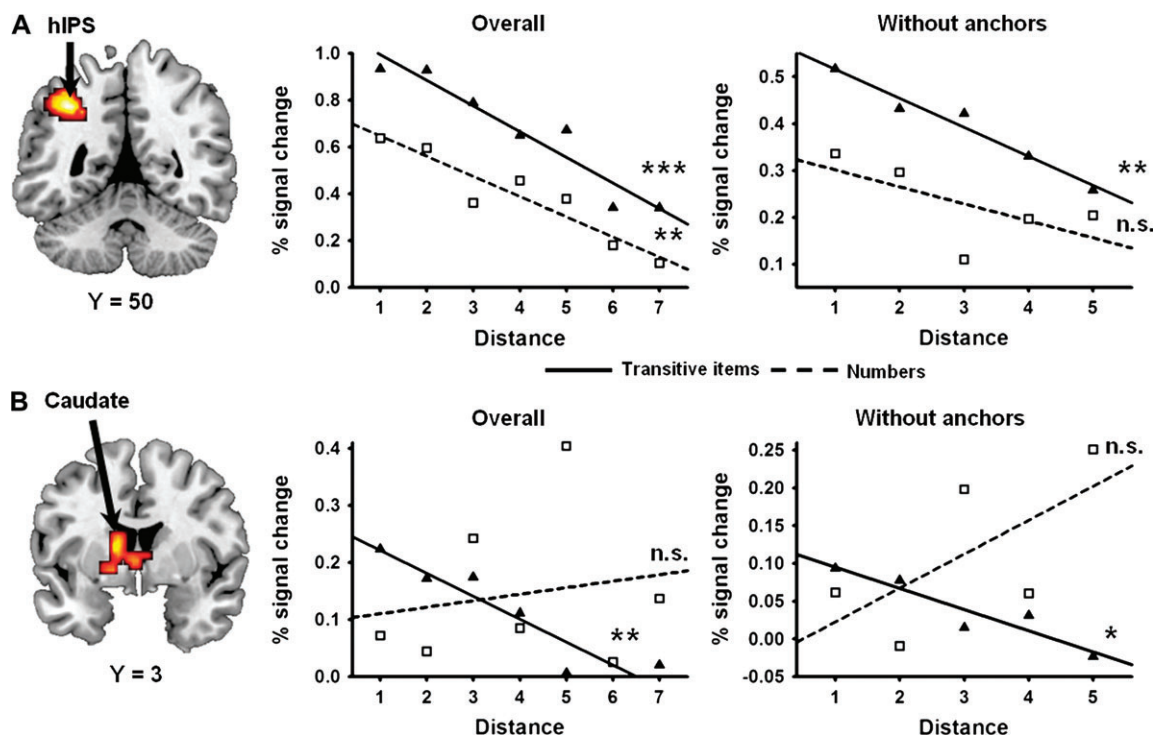 A
hIPS
Y = 50
Overall
% signal change
1.0
0.8
0.6
0.4
0.2
0.0
***
**
1 2 3 4 5 6 7
Distance
Without anchors
% signal change
0.5
0.4
0.3
0.2
0.1
**
n.s.
1 2 3 4 5
Distance
Transitive items Numbers
B
Caudate
Y = 3
Overall
% signal change
0.4
0.3
0.2
0.1
0.0
n.s.
**
1 2 3 4 5 6 7
Distance
Without anchors
% signal change
0.25
0.20
0.15
0.10
0.05
0.00
-0.05
n.s.
*
1 2 3 4 5
Distance